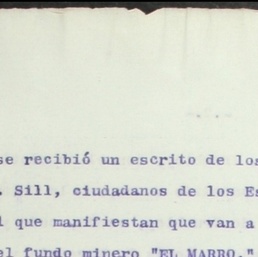 se recibió un escrito de los
. Sill, ciudadanos de los Es
l que manifiestan que van a
el fundo minero "EL MARRO,"